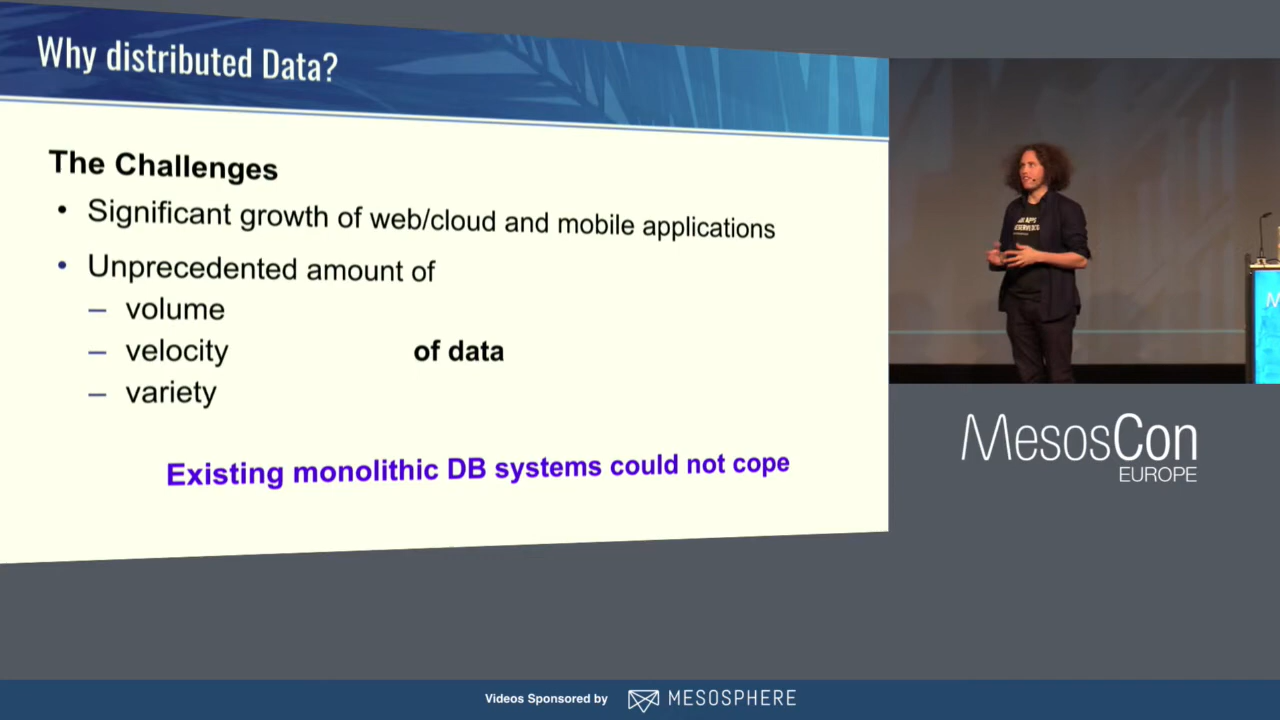 Why distributed Data?
The Challenges
• Significant growth of web/cloud and mobile applications
• Unprecedented amount of
– volume
– velocity of data
– variety
Existing monolithic DB systems could not cope
MesosCon
EUROPE
Videos Sponsored by MESOSPHERE